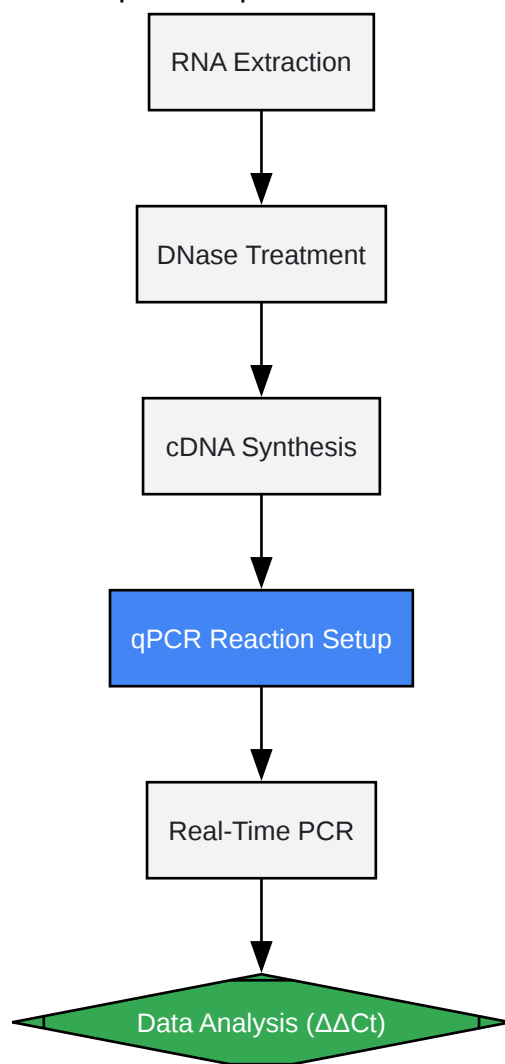 RNA Extraction
DNase Treatment
cDNA Synthesis
qPCR Reaction Setup
Real-Time PCR
Data Analysis (ΔΔCt)